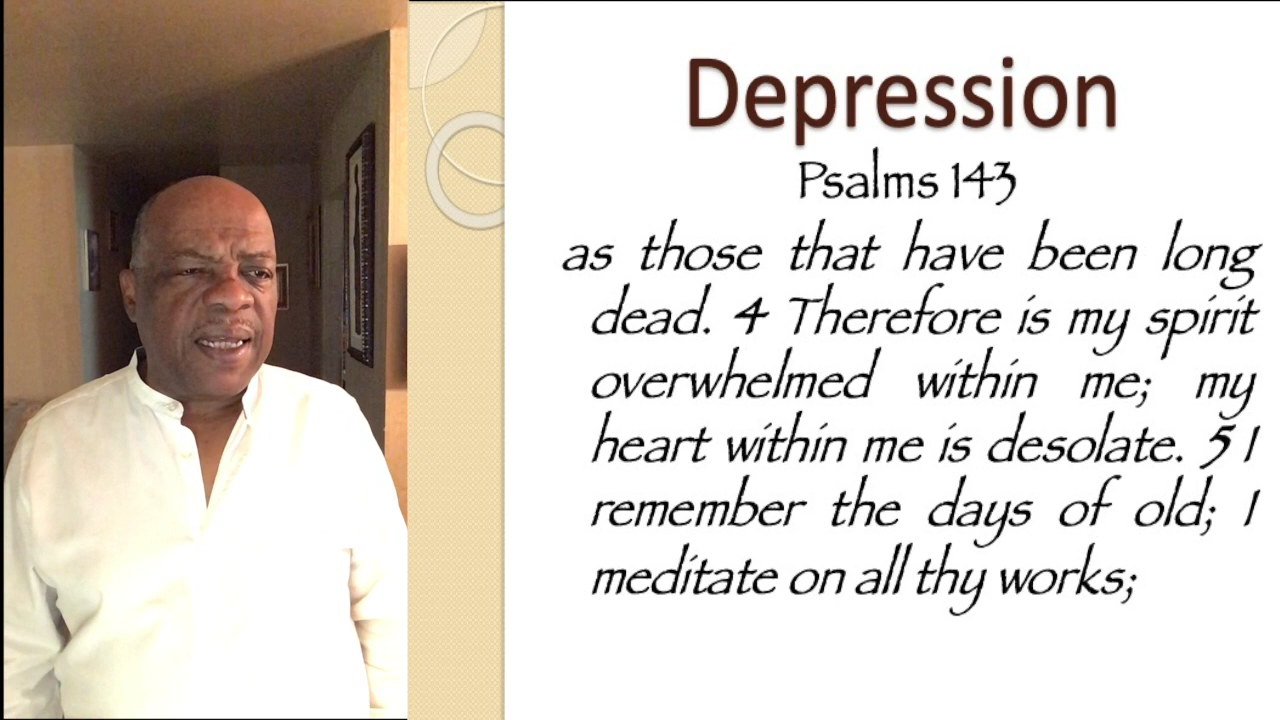 Depression
Psalms 143
as those that have been long
dead. 4 Therefore is my spirit
overwhelmed within me; my
heart within me is desolate. 5 I
remember the days of old; I
meditate on all thy works;